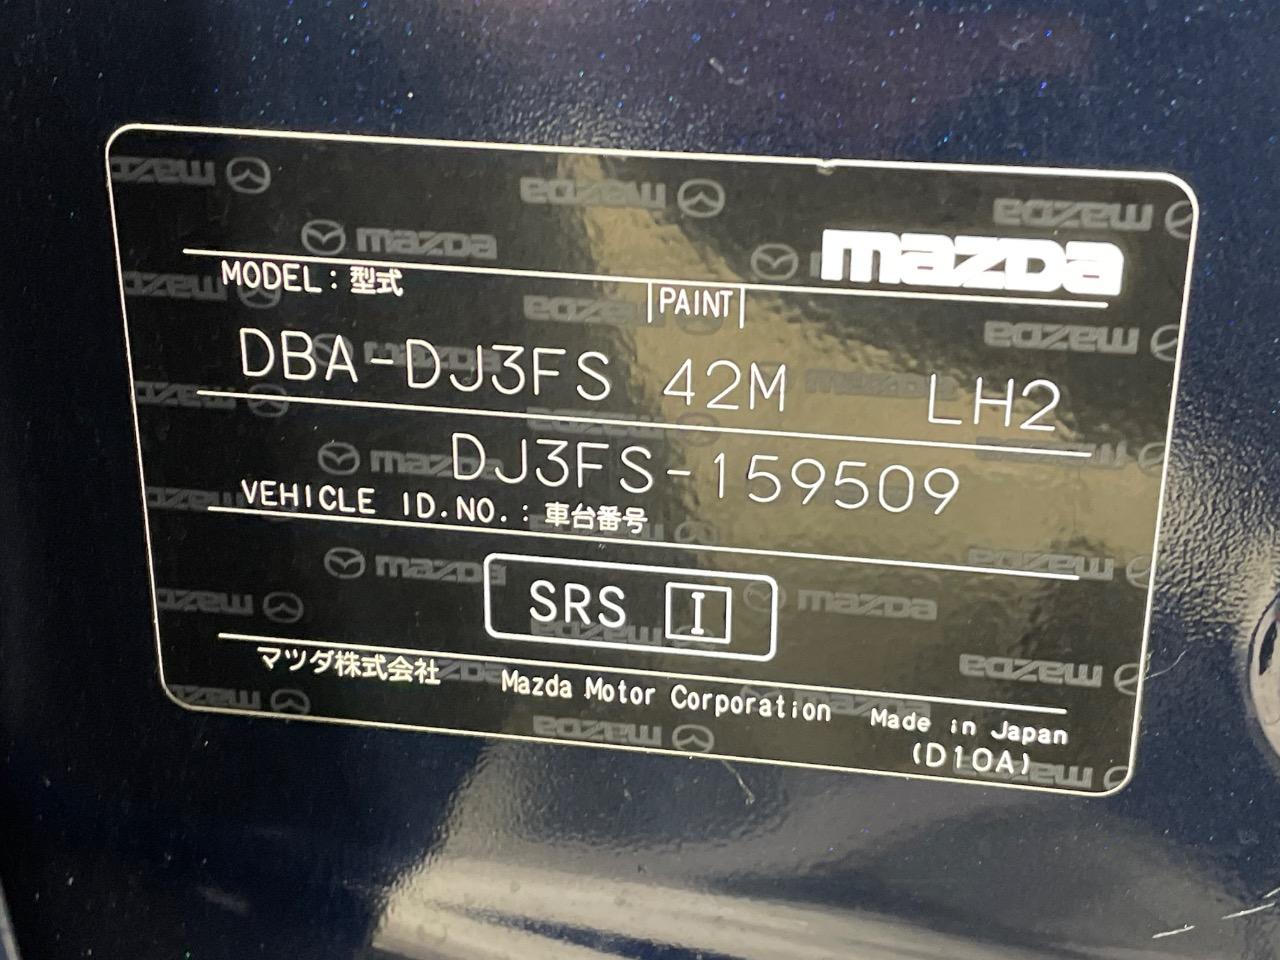 mazda
MODEL : 型式 PAINT
DBA-DJ3FS 42M LH2
DJ3FS-159509
VEHICLE ID.NO. : 車台番号
SRS I
マツダ株式会社 Mazda Motor Corporation Made in Japan
(D10A)